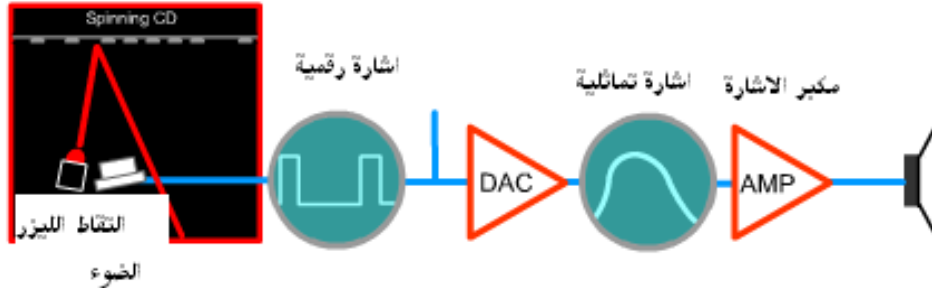 Spinning CD
اشارة رقمية
اشارة تماثلية
مكبر الاشارة
DAC
AMP
التقاط الليزر
الضوء